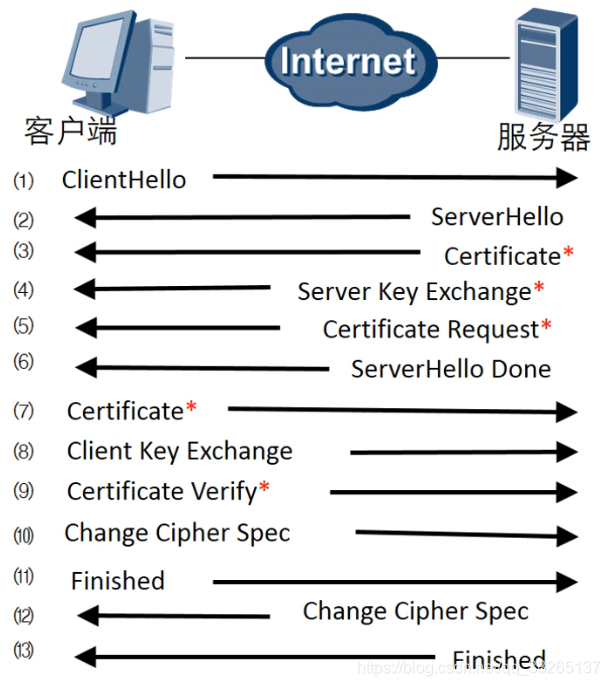 Internet
客户端
服务器
⑴ ClientHello
⑵ ServerHello
⑶ Certificate*
⑷ Server Key Exchange*
⑸ Certificate Request*
⑹ ServerHello Done
⑺ Certificate*
⑻ Client Key Exchange
⑼ Certificate Verify*
⑽ Change Cipher Spec
⑾ Finished
⑿ Change Cipher Spec
⒀ Finished